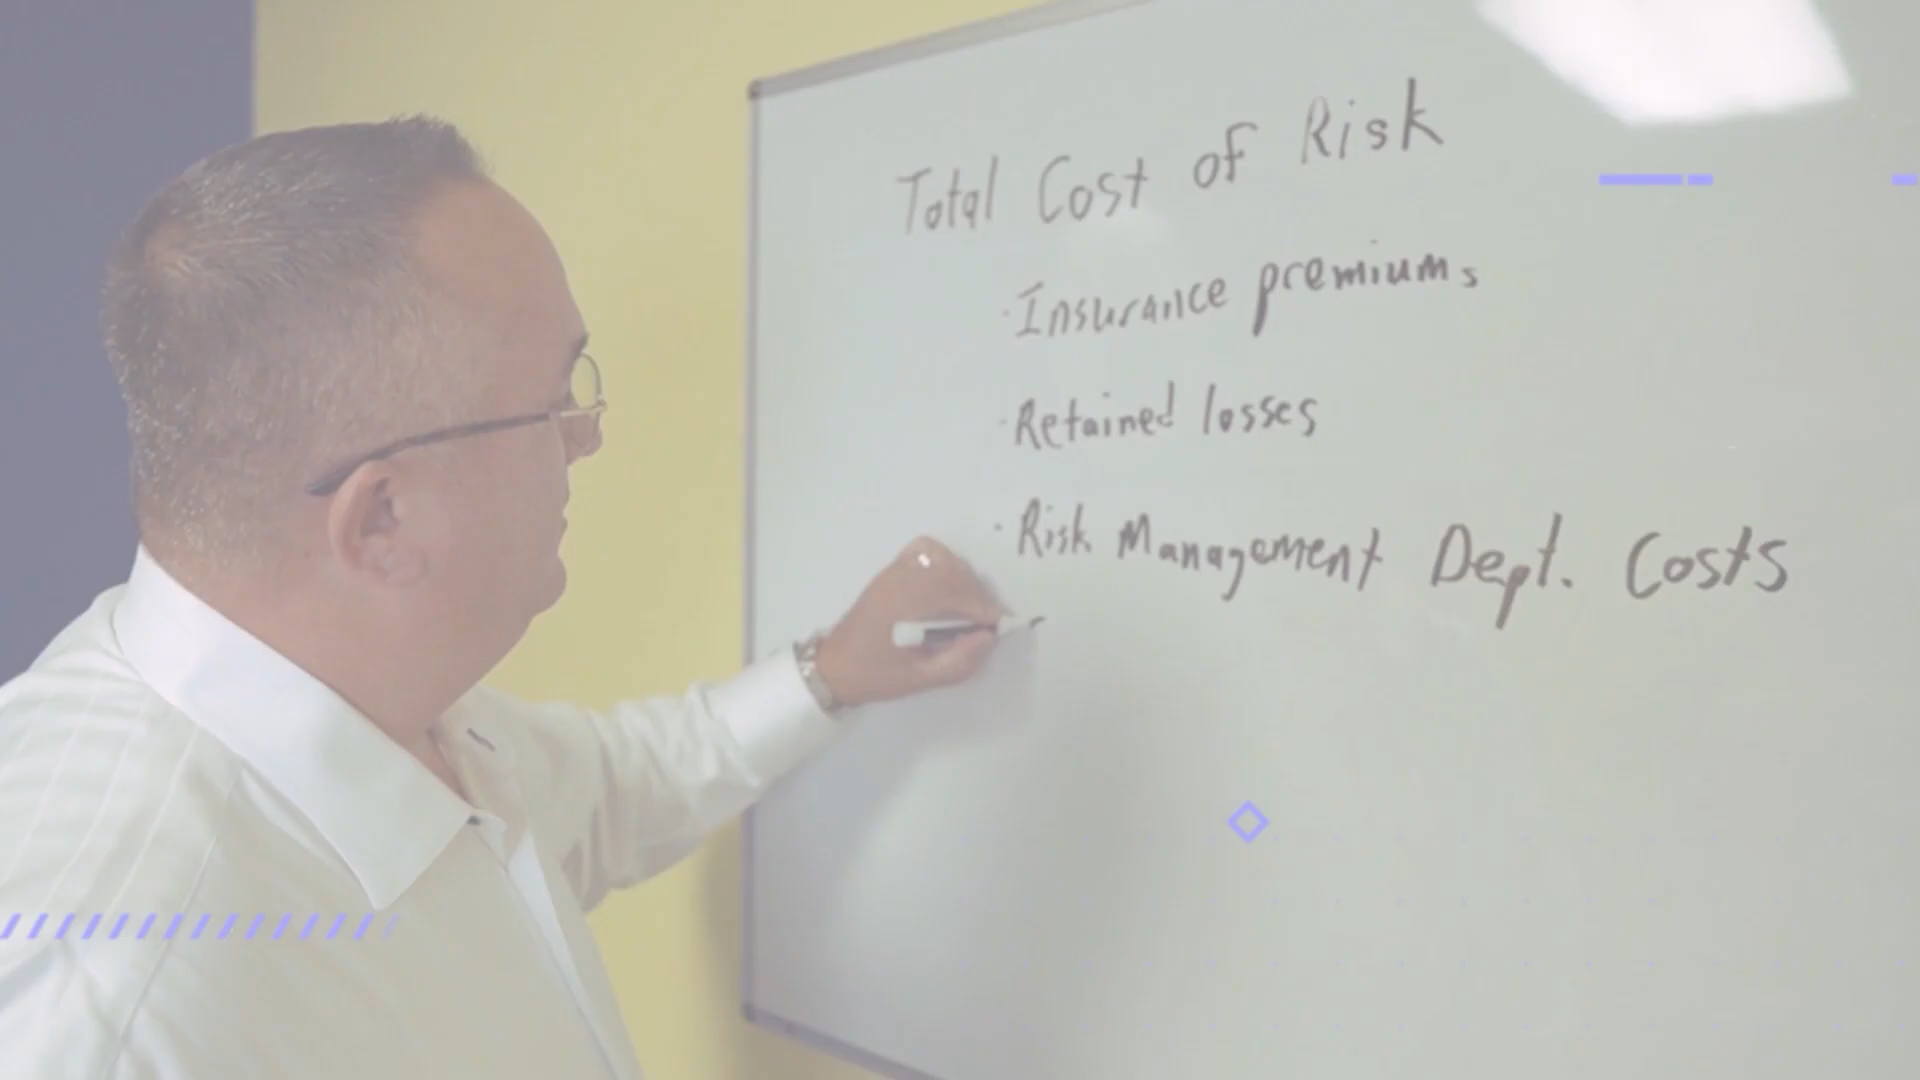 Total Cost of Risk
· Insurance premiums
· Retained losses
· Risk Management Dept. Costs